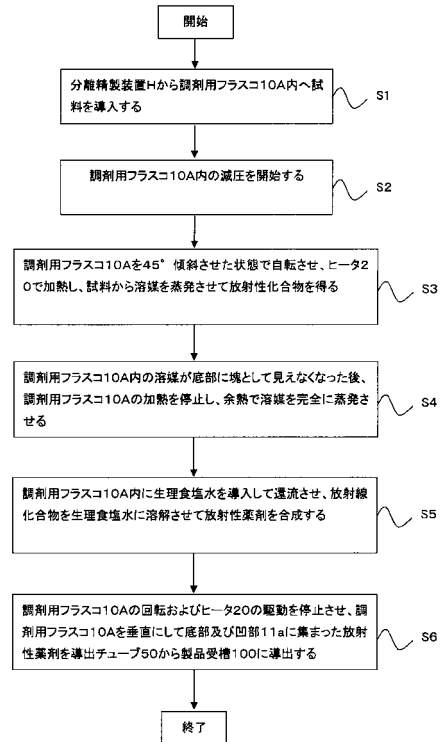 開始
分離精製装置Hから調剤用フラスコ10A内へ試
料を導入する
S1
調剤用フラスコ10A内の減圧を開始する
S2
調剤用フラスコ10Aを45°傾斜させた状態で自転させ、ヒータ2
0で加熱し、試料から溶媒を蒸発させて放射性化合物を得る
S3
調剤用フラスコ10A内の溶媒が底部に塊として見えなくなった後、
調剤用フラスコ10Aの加熱を停止し、余熱で溶媒を完全に蒸発さ
せる
S4
調剤用フラスコ10A内に生理食塩水を導入して還流させ、放射線
化合物を生理食塩水に溶解させて放射性薬剤を合成する
S5
調剤用フラスコ10Aの回転およびヒータ20の駆動を停止させ、調
剤用フラスコ10Aを垂直にして底部及び凹部11aに集まった放射
性薬剤を導出チューブ50から製品受槽100に導出する
S6
終了